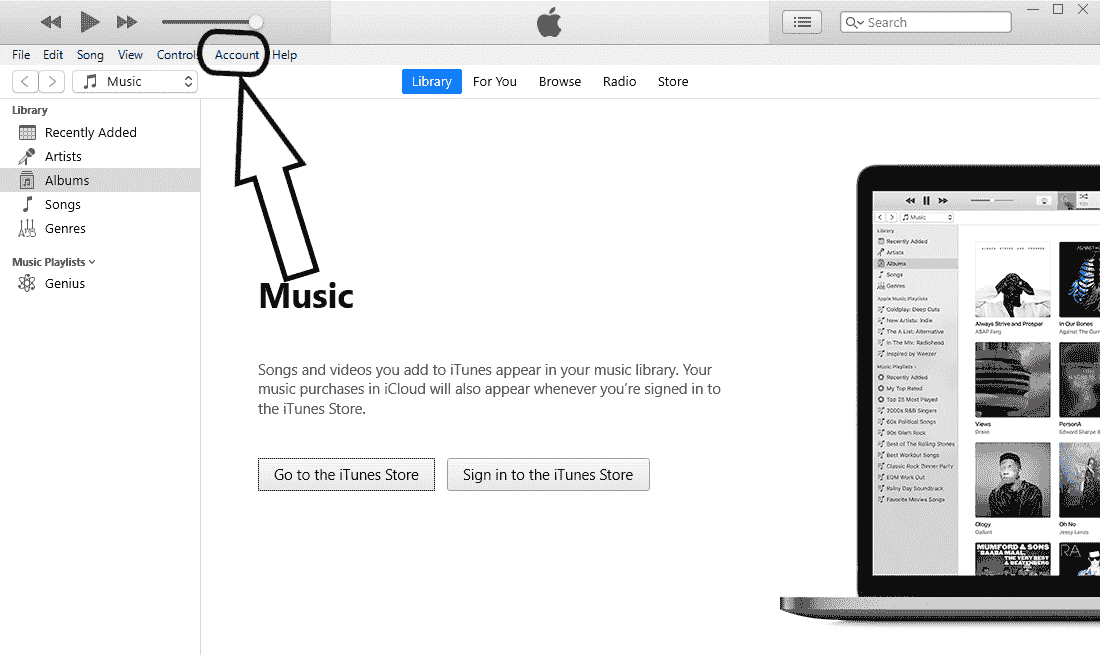 Search
File Edit Song View Control Account Help
Music
Library For You Browse Radio Store
Library
Recently Added
Artists
Albums
Songs
Genres
Music Playlists
Genius
Music
Songs and videos you add to iTunes appear in your music library. Your
music purchases in iCloud will also appear whenever you're signed in to
the iTunes Store.
Go to the iTunes Store
Sign in to the iTunes Store
Music
Library
Recently Added
Artists
Albums
Songs
Genres
Apple Music Playlists
Coldplay: Deep Cuts
New Artists: Indie
The A List: Alternative
In The Mix: Radiohead
Inspired by Weezer
Music Playlists
Recently Added
My Top Rated
Top 25 Most Played
2000s R&B Singers
60s Political Songs
90s Glam Rock
Best of The Rolling Stones
Best Workout Songs
Classic Rock Dinner Party
EDM Work Out
Rainy Day Soundtrack
Favorite Movies Songs
ALWAYS STRIVE AND PROSPER
Always Strive and Prosper
A$AP Ferg
In Our Bones
Against The Curr
Views
Drake
PersonA
Edward Sharpe &
Ology
Gallant
Oh No
Jessy Lanza
MUMFORD & SONS
BAABA MAAL
THE VERY BEST
& BEATENBERG
RA